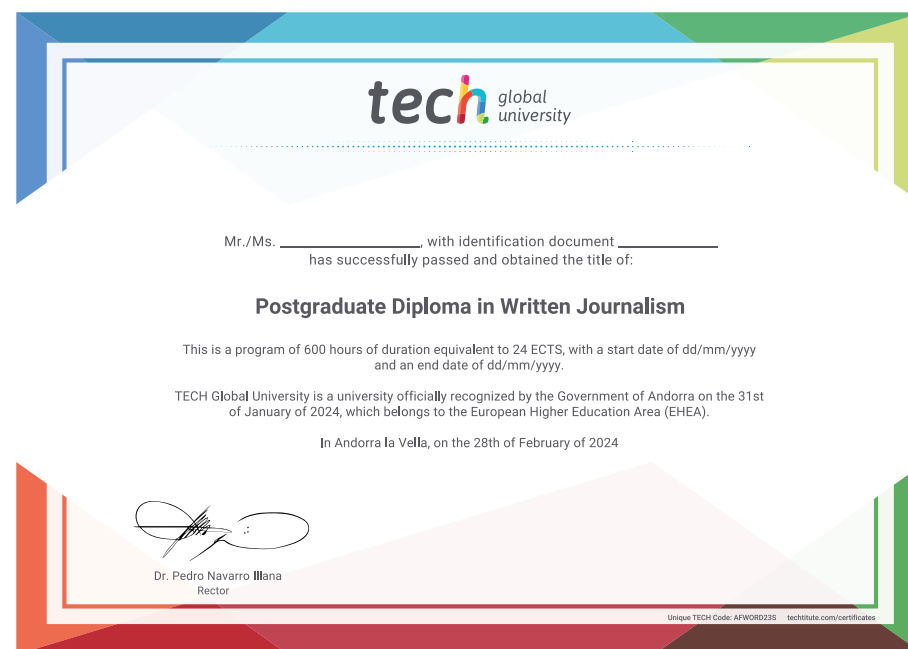 tech global university
Mr./Ms. ____________________, with identification document ______________
has successfully passed and obtained the title of:
Postgraduate Diploma in Written Journalism
This is a program of 600 hours of duration equivalent to 24 ECTS, with a start date of dd/mm/yyyy
and an end date of dd/mm/yyyy.
TECH Global University is a university officially recognized by the Government of Andorra on the 31st
of January of 2024, which belongs to the European Higher Education Area (EHEA).
In Andorra la Vella, on the 28th of February of 2024
Dr. Pedro Navarro Illana
Rector
Unique TECH Code: AFWORD23S techtitute.com/certificates